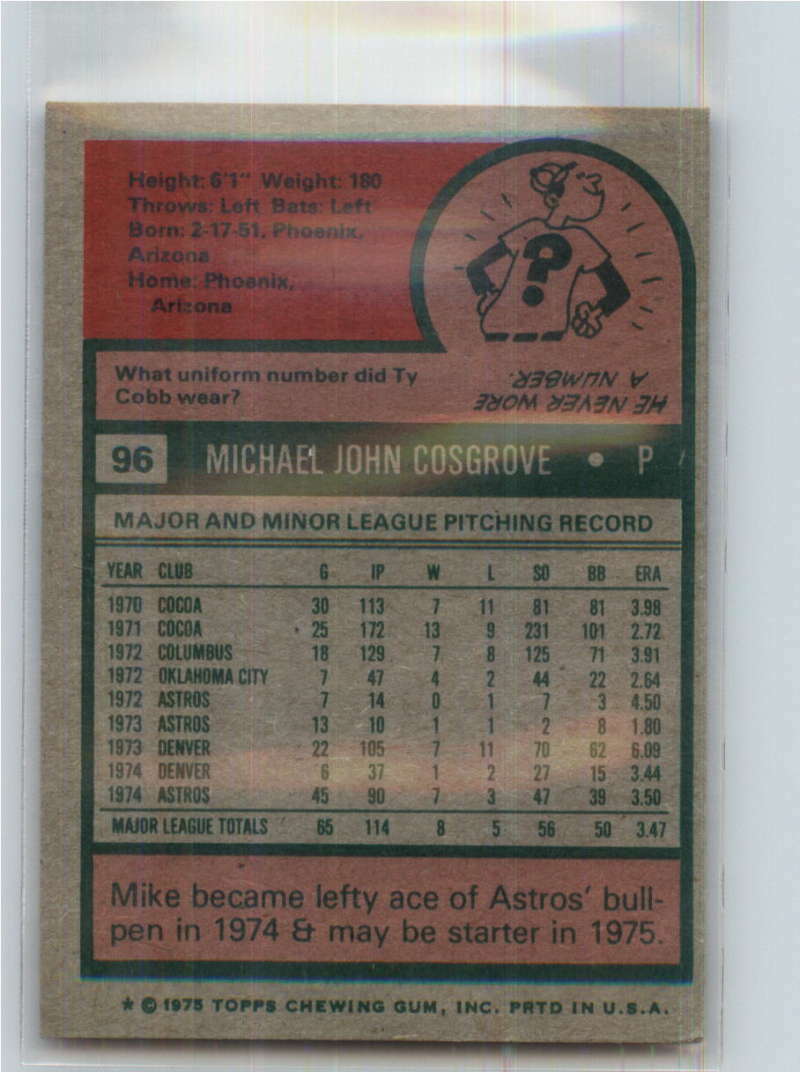 Height: 6'1" Weight: 180
Throws: Left Bats: Left
Born: 2-17-51, Phoenix,
Arizona
Home: Phoenix,
Arizona
?
What uniform number did Ty
Cobb wear?
HE NEVER WORE
A NUMBER.
96 MICHAEL JOHN COSGROVE • P
MAJOR AND MINOR LEAGUE PITCHING RECORD
YEAR CLUB G IP W L SO BB ERA
1970 COCOA 30 113 7 11 81 81 3.98
1971 COCOA 25 172 13 9 231 101 2.72
1972 COLUMBUS 18 129 7 8 125 71 3.91
1972 OKLAHOMA CITY 7 47 4 2 44 22 2.64
1972 ASTROS 7 14 0 1 7 3 4.50
1973 ASTROS 13 10 1 1 2 8 1.80
1973 DENVER 22 105 7 11 70 62 6.09
1974 DENVER 6 37 1 2 27 15 3.44
1974 ASTROS 45 90 7 3 47 39 3.50
MAJOR LEAGUE TOTALS 65 114 8 5 56 50 3.47
Mike became lefty ace of Astros' bull-
pen in 1974 & may be starter in 1975.
* © 1975 TOPPS CHEWING GUM, INC. PRTD IN U.S.A.